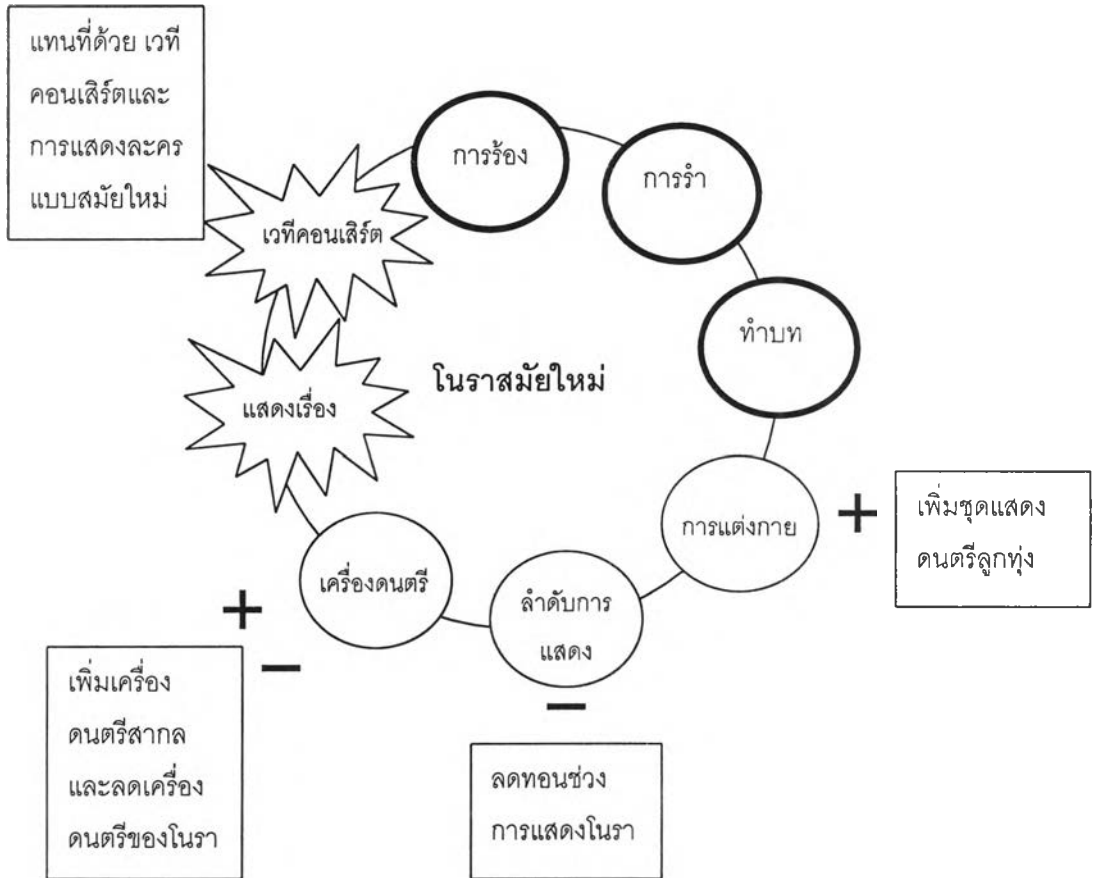 แทนที่ด้วย เวที
คอนเสิร์ตและ
การแสดงละคร
แบบสมัยใหม่
การร้อง
การรำ
เวทีคอนเสิร์ต
ทำบท
โนราสมัยใหม่
แสดงเรื่อง
การแต่งกาย
+
เพิ่มชุดแสดง
ดนตรีลูกทุ่ง
เครื่องดนตรี
ลำดับการ
แสดง
+
−
เพิ่มเครื่อง
ดนตรีสากล
และลดเครื่อง
ดนตรีของโนรา
−
ลดทอนช่วง
การแสดงโนรา